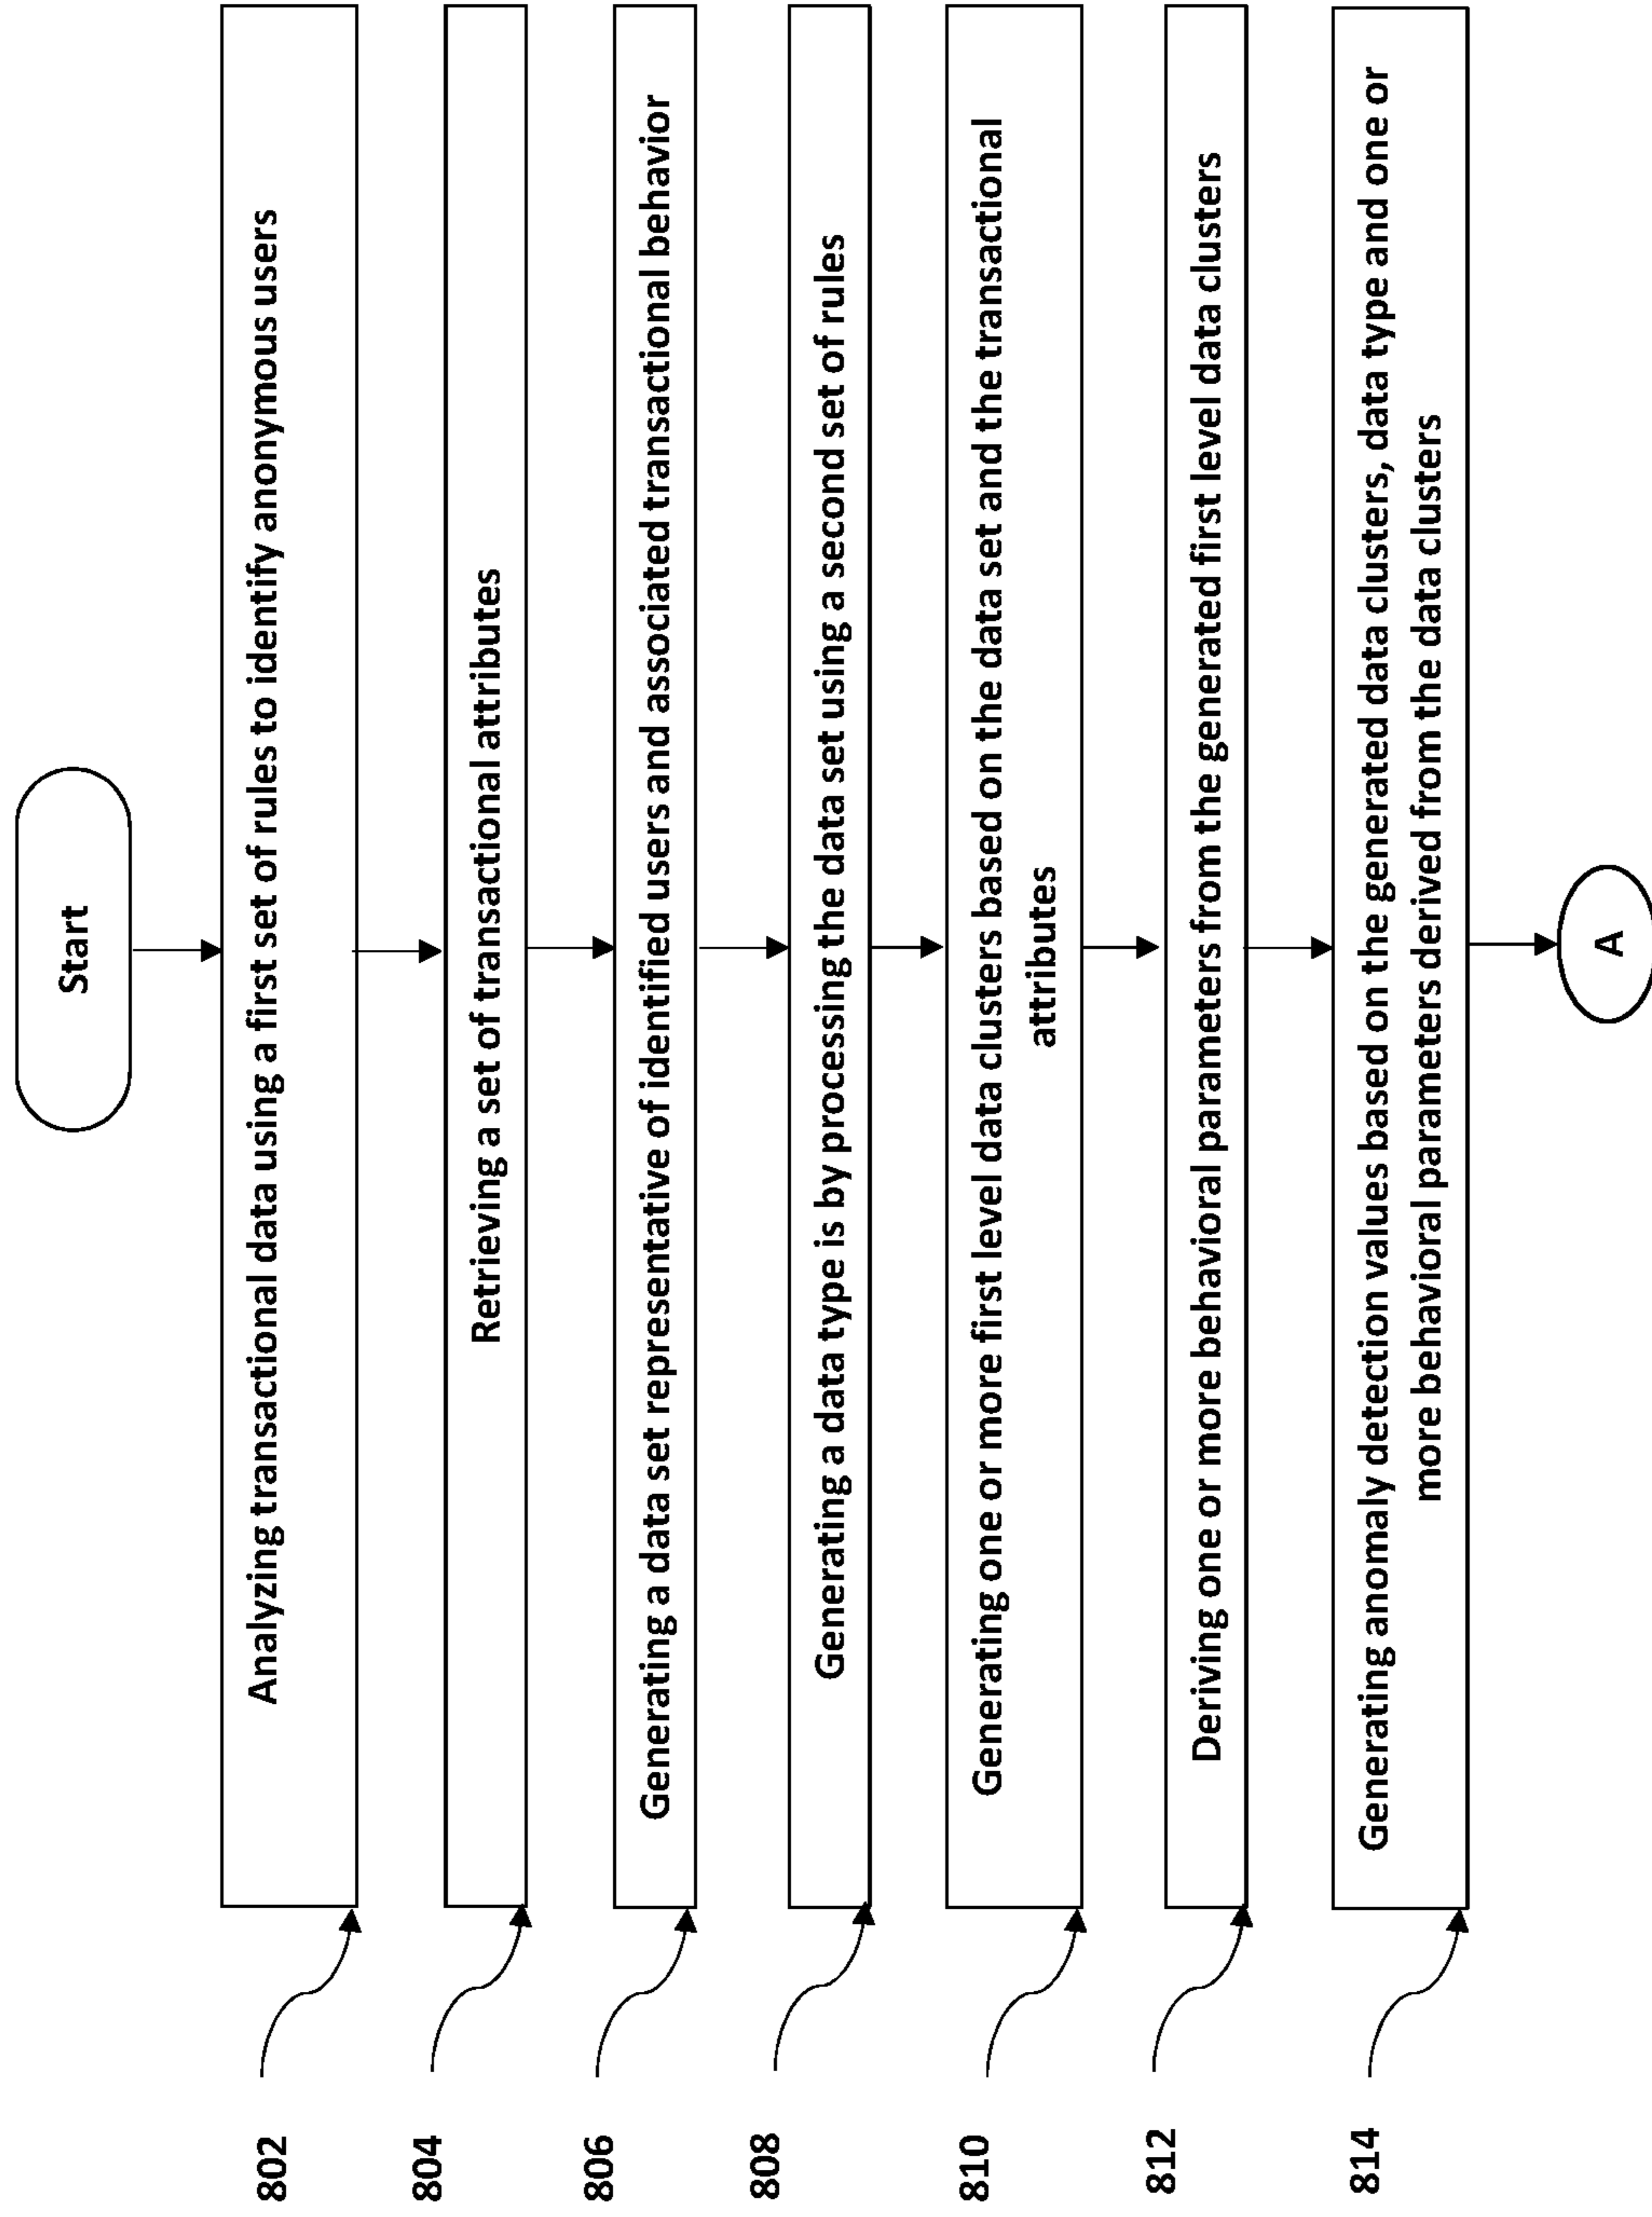 Start
802
Analyzing transactional data using a first set of rules to identify anonymous users
804
Retrieving a set of transactional attributes
806
Generating a data set representative of identified users and associated transactional behavior
808
Generating a data type is by processing the data set using a second set of rules
810
Generating one or more first level data clusters based on the data set and the transactional
attributes
812
Deriving one or more behavioral parameters from the generated first level data clusters
814
Generating anomaly detection values based on the generated data clusters, data type and one or
more behavioral parameters derived from the data clusters
A